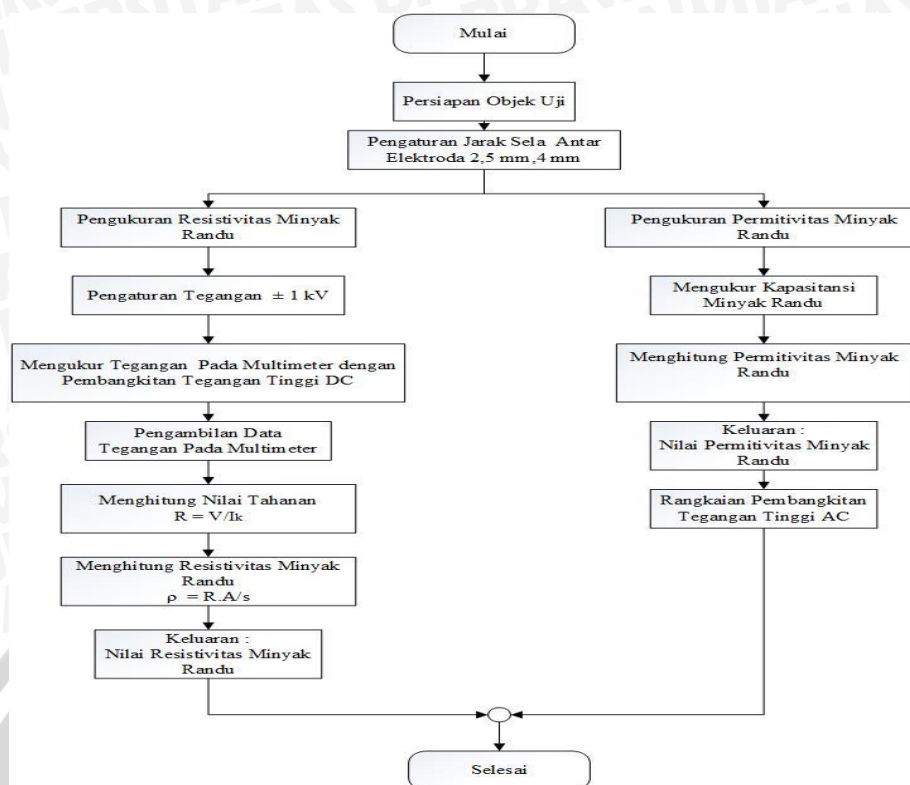 Mulai
Persiapan Objek Uji
Pengaturan Jarak Sela Antar
Elektroda 2,5 mm,4 mm
Pengukuran Resistivitas Minyak
Randu
Pengaturan Tegangan ± 1 kV
Mengukur Tegangan Pada Multimeter dengan
Pembangkitan Tegangan Tinggi DC
Pengambilan Data
Tegangan Pada Multimeter
Menghitung Nilai Tahanan
R = V/Ik
Menghitung Resistivitas Minyak
Randu
ρ = R.A/s
Keluaran :
Nilai Resistivitas Minyak
Randu
Pengukuran Permitivitas Minyak
Randu
Mengukur Kapasitansi
Minyak Randu
Menghitung Permitivitas Minyak
Randu
Keluaran :
Nilai Permitivitas Minyak
Randu
Rangkaian Pembangkitan
Tegangan Tinggi AC
Selesai